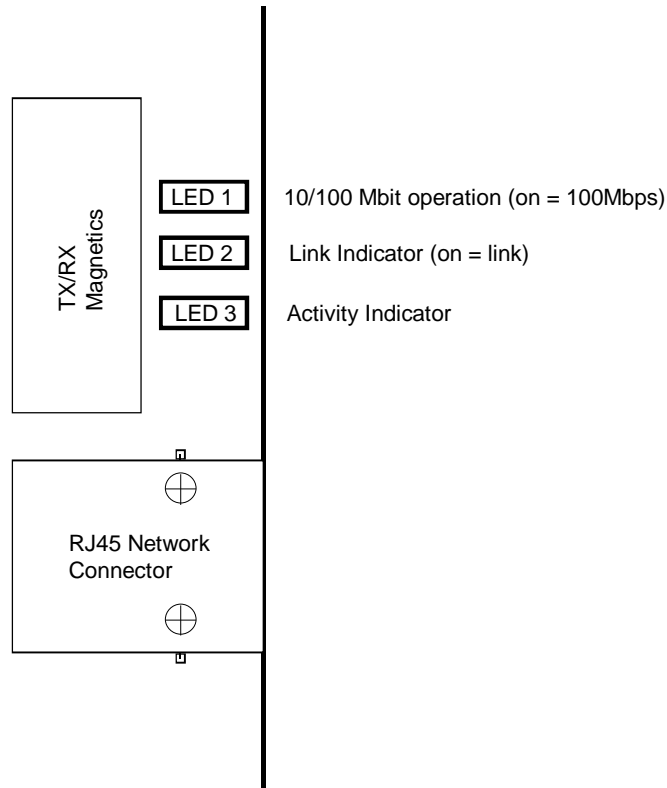 TX/RX
Magnetics
LED 1
10/100 Mbit operation (on = 100Mbps)
LED 2
Link Indicator (on = link)
LED 3
Activity Indicator
RJ45 Network
Connector